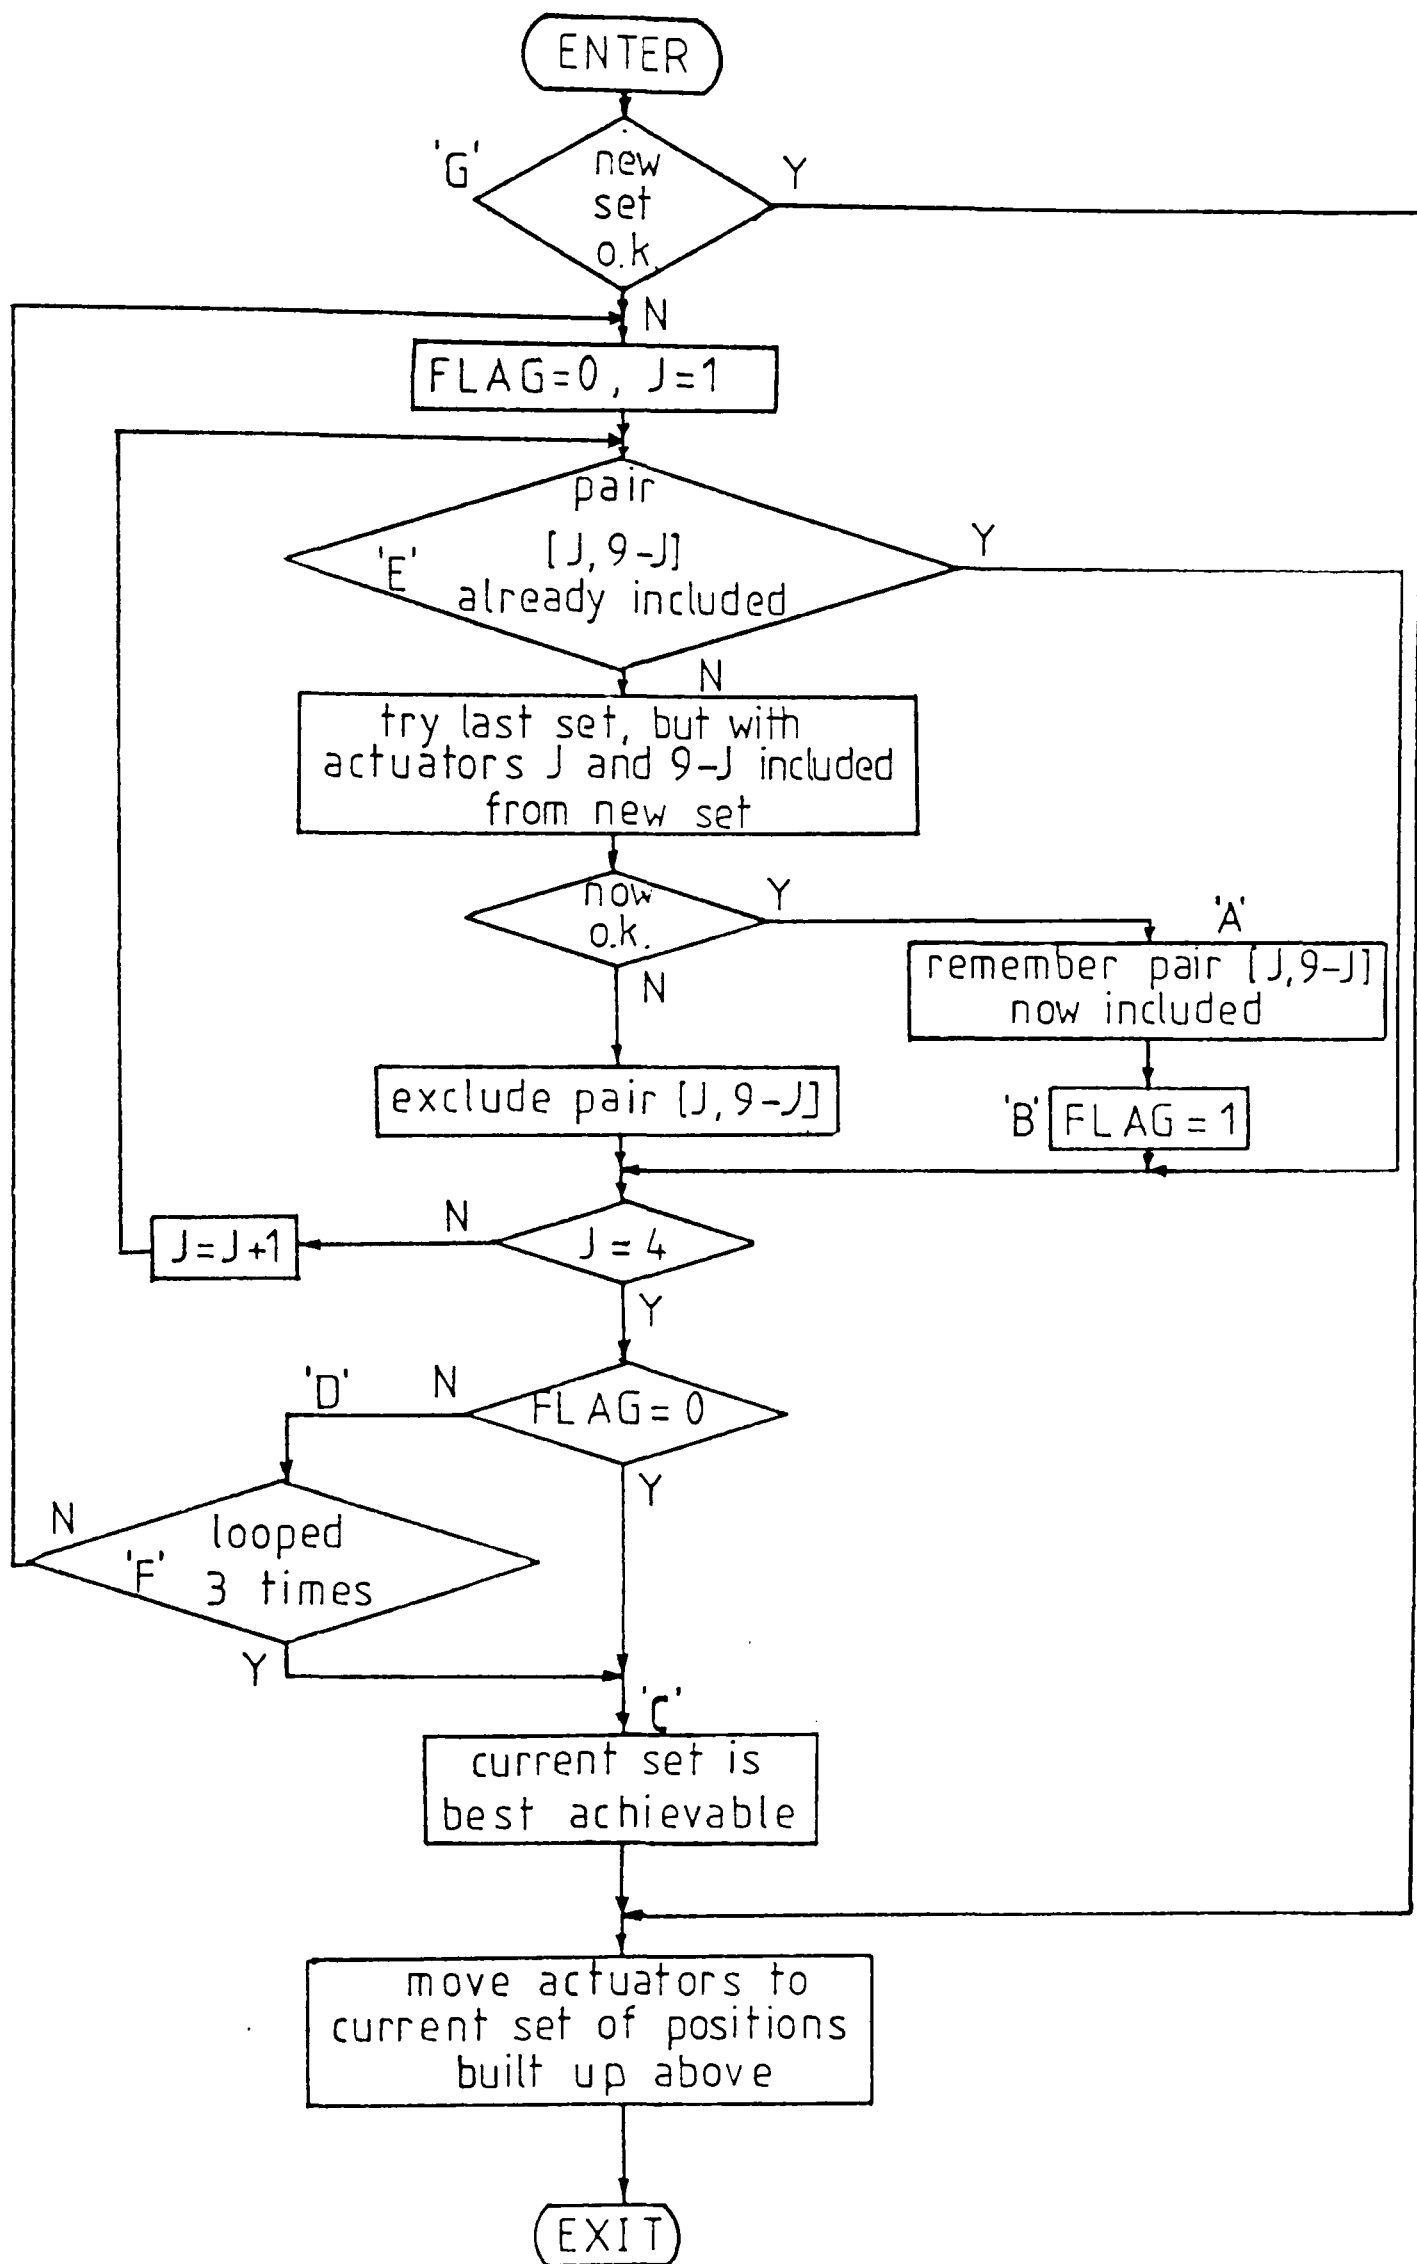 ENTER
'G'
new
set
o.k.
Y
N
FLAG=0, J=1
pair
[J,9-J]
'E'
already included
Y
N
try last set, but with
actuators J and 9-J included
from new set
now
o.k.
Y
N
'A'
remember pair [J,9-J]
now included
exclude pair [J,9-J]
'B'
FLAG=1
J=J+1
N
J=4
Y
'D'
N
FLAG=0
Y
N
looped
'F' 3 times
Y
'C'
current set is
best achievable
move actuators to
current set of positions
built up above
EXIT